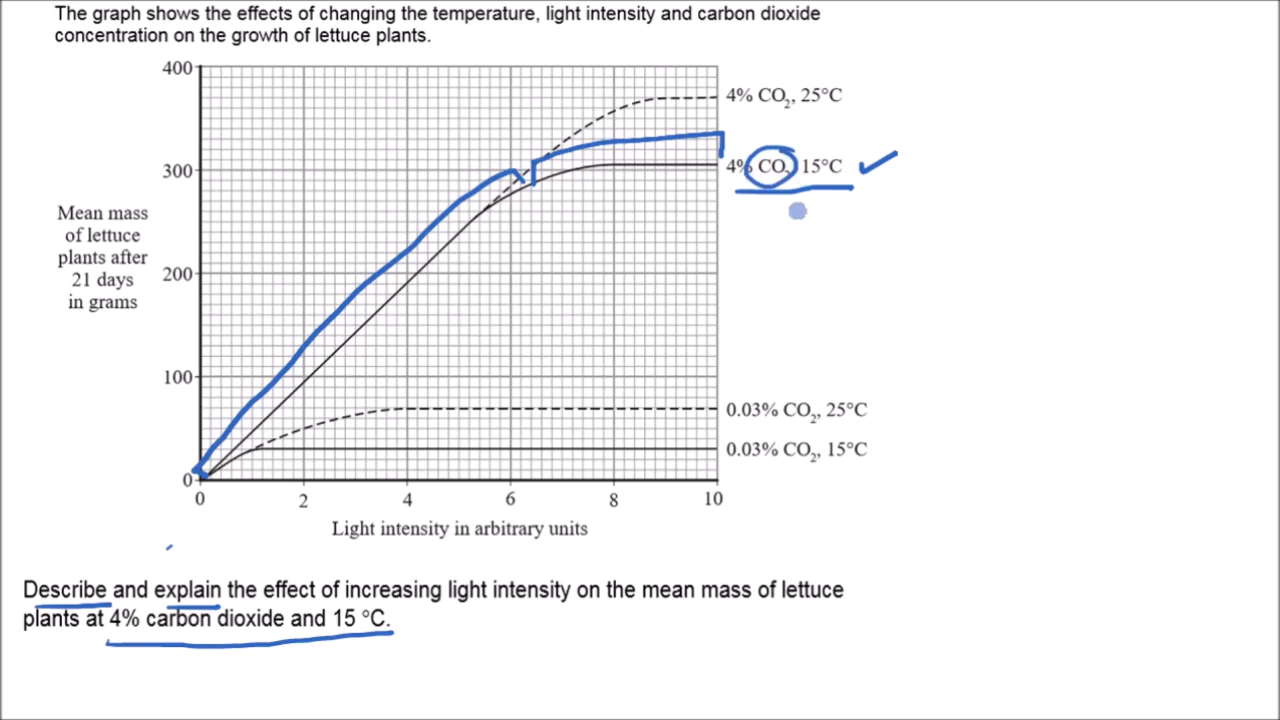 The graph shows the effects of changing the temperature, light intensity and carbon dioxide
concentration on the growth of lettuce plants.
400
300
200
100
0
Mean mass
of lettuce
plants after
21 days
in grams
4% CO₂, 25°C
4% CO₂, 15°C
0.03% CO₂, 25°C
0.03% CO₂, 15°C
0 2 4 6 8 10
Light intensity in arbitrary units
Describe and explain the effect of increasing light intensity on the mean mass of lettuce
plants at 4% carbon dioxide and 15 °C.